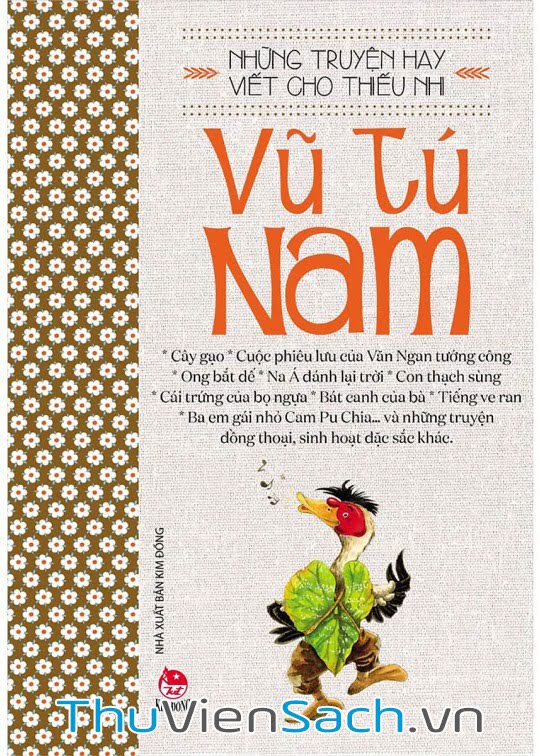 NHỮNG TRUYỆN HAY
VIẾT CHO THIẾU NHI
Vũ Tú
Nam
* Cây gạo * Cuộc phiêu lưu của Văn Ngan tướng công
* Ong bắt dế * Na Á đánh lại trời * Con thạch sùng
* Cái trứng của bọ ngựa * Bát canh của bà * Tiếng ve ran
* Ba em gái nhỏ Cam Pu Chia... và những truyện
đồng thoại, sinh hoạt đặc sắc khác.
NHÀ XUẤT BẢN KIM ĐỒNG
KIM ĐỒNG
ThuVienSach.vn